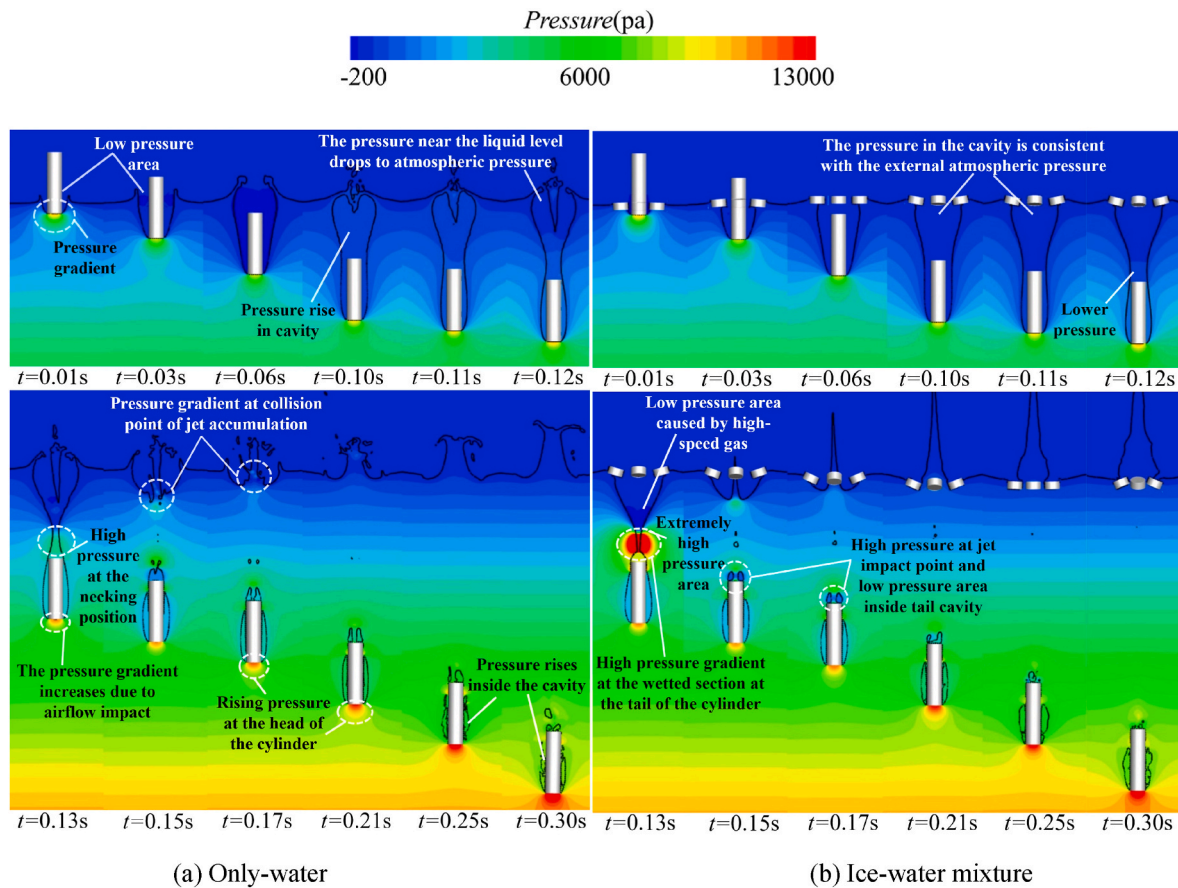 Pressure(pa)
-200 6000 13000
Low pressure
area
The pressure near the liquid level
drops to atmospheric pressure
Pressure
gradient
Pressure rise
in cavity
t=0.01s t=0.03s t=0.06s t=0.10s t=0.11s t=0.12s
The pressure in the cavity is consistent
with the external atmospheric pressure
Lower
pressure
t=0.01s t=0.03s t=0.06s t=0.10s t=0.11s t=0.12s
Pressure gradient at collision
point of jet accumulation
High
pressure
at the
necking
position
The pressure gradient
increases due to
airflow impact
Rising pressure
at the head of
the cylinder
Pressure rises
inside the cavity
t=0.13s t=0.15s t=0.17s t=0.21s t=0.25s t=0.30s
Low pressure area
caused by high-
speed gas
Extremely
high
pressure
area
High pressure at jet
impact point and
low pressure area
inside tail cavity
High pressure gradient
at the wetted section at
the tail of the cylinder
t=0.13s t=0.15s t=0.17s t=0.21s t=0.25s t=0.30s
(a) Only-water
(b) Ice-water mixture